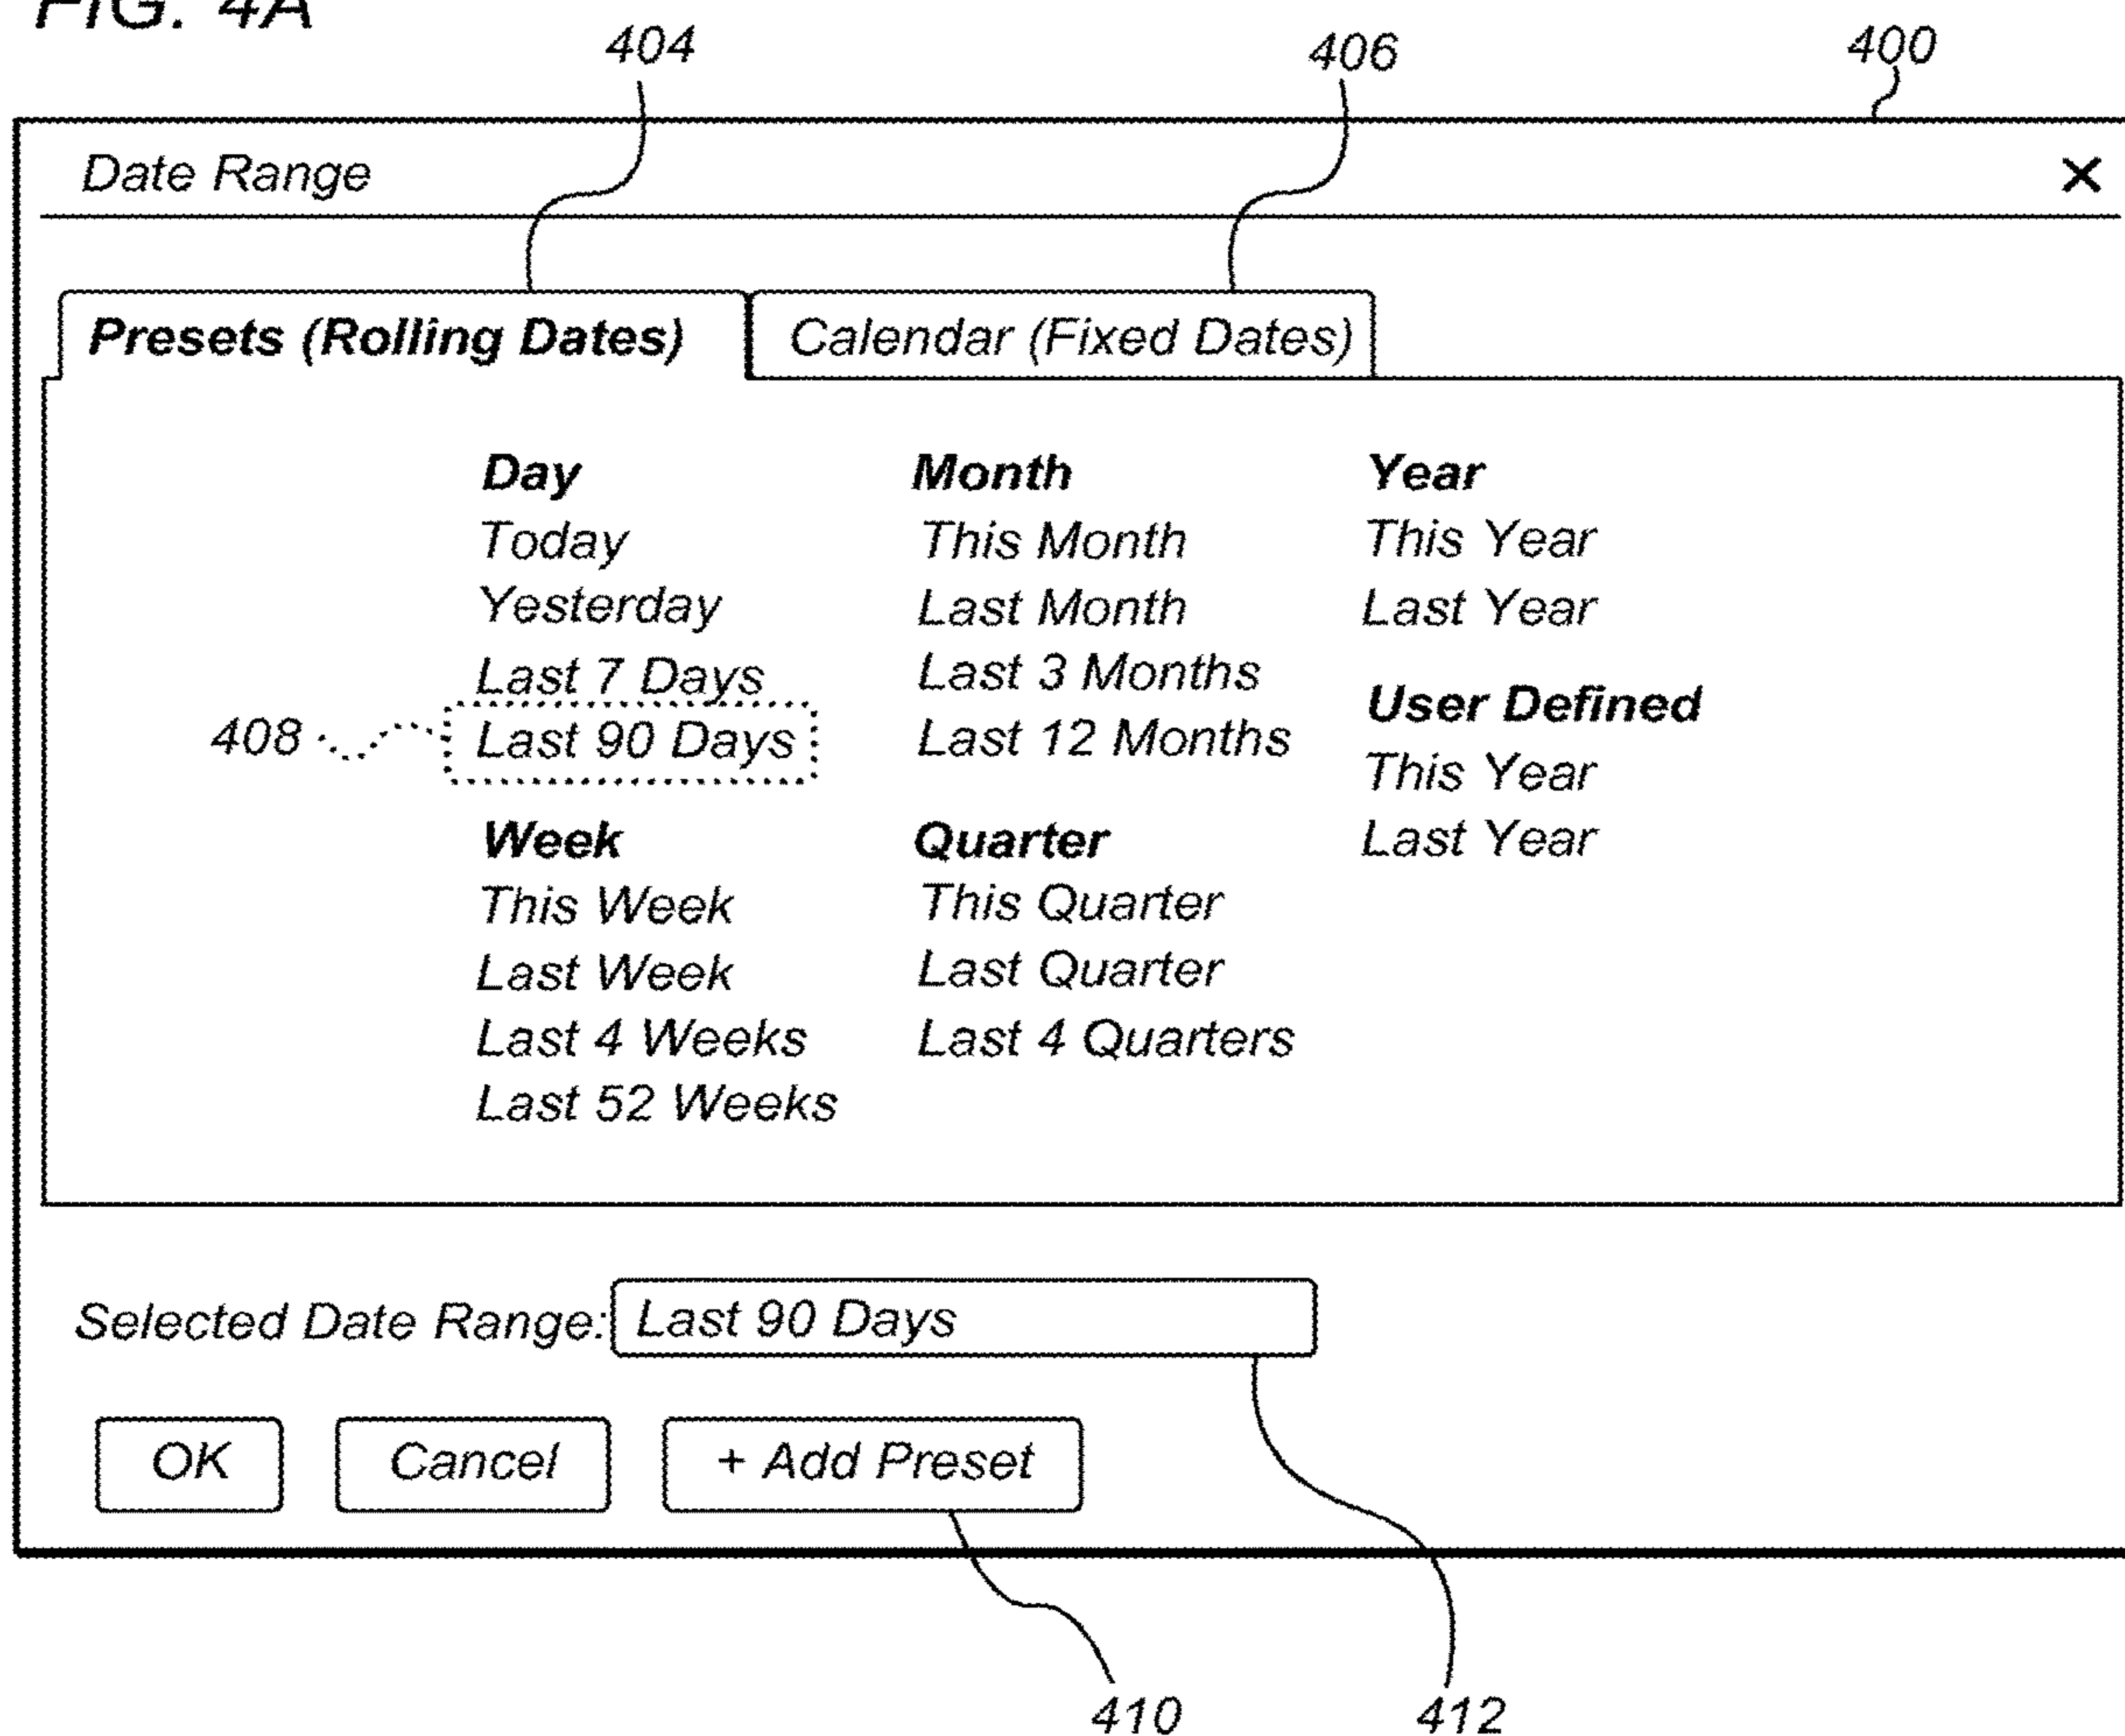 FIG. 4A
404
406
400
Date Range
×
Presets (Rolling Dates)
Calendar (Fixed Dates)
Day
Today
Yesterday
Last 7 Days
408
Last 90 Days
Week
This Week
Last Week
Last 4 Weeks
Last 52 Weeks
Month
This Month
Last Month
Last 3 Months
Last 12 Months
Quarter
This Quarter
Last Quarter
Last 4 Quarters
Year
This Year
Last Year
User Defined
This Year
Last Year
Selected Date Range: Last 90 Days
OK
Cancel
+ Add Preset
410
412